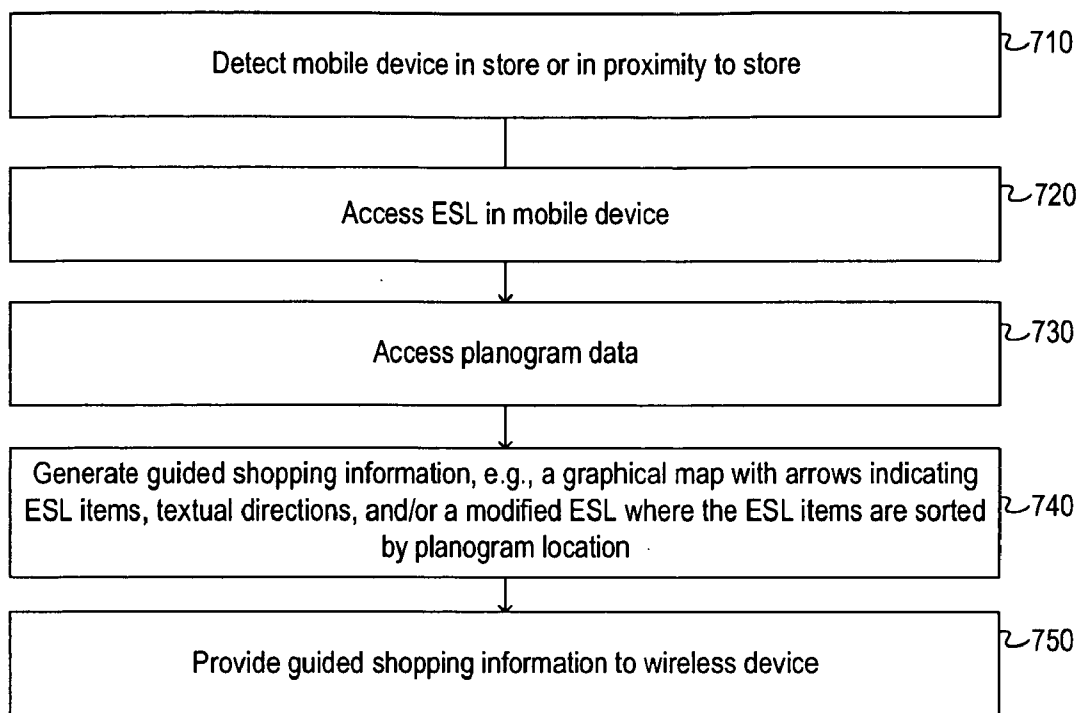 Detect mobile device in store or in proximity to store
710
Access ESL in mobile device
720
Access planogram data
730
Generate guided shopping information, e.g., a graphical map with arrows indicating
ESL items, textual directions, and/or a modified ESL where the ESL items are sorted
by planogram location
740
Provide guided shopping information to wireless device
750